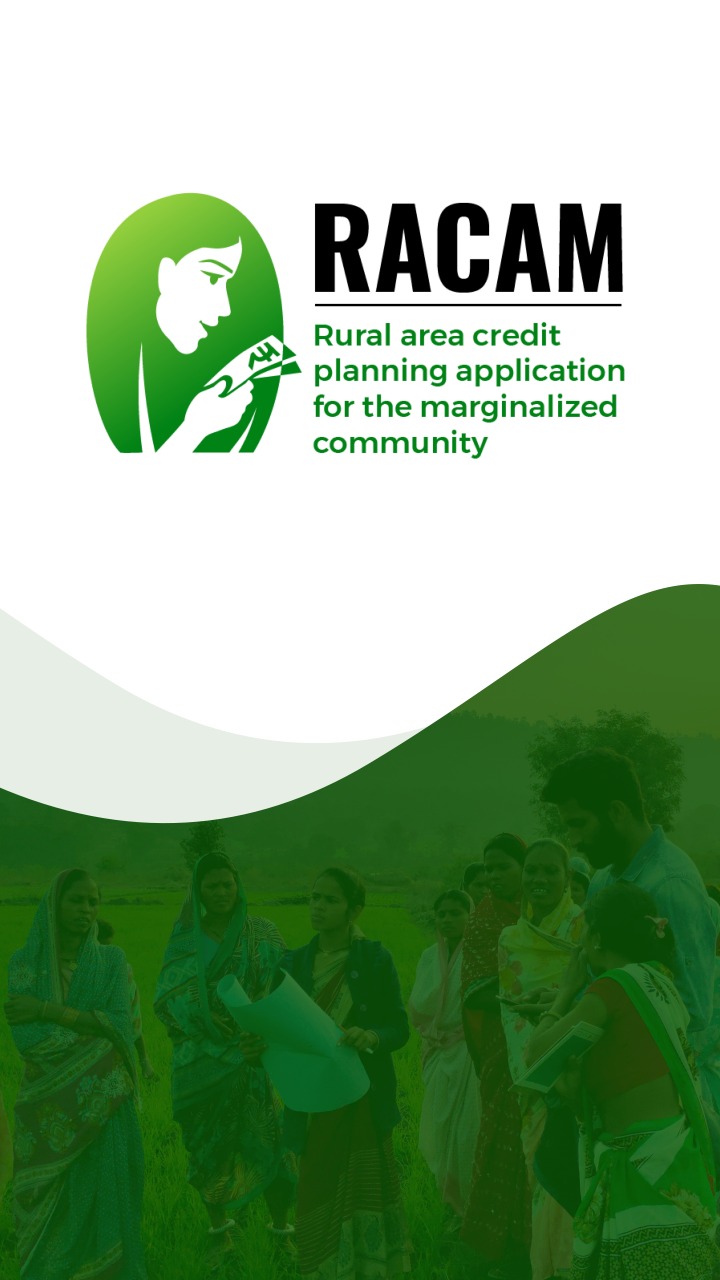 ₹
RACAM
Rural area credit
planning application
for the marginalized
community